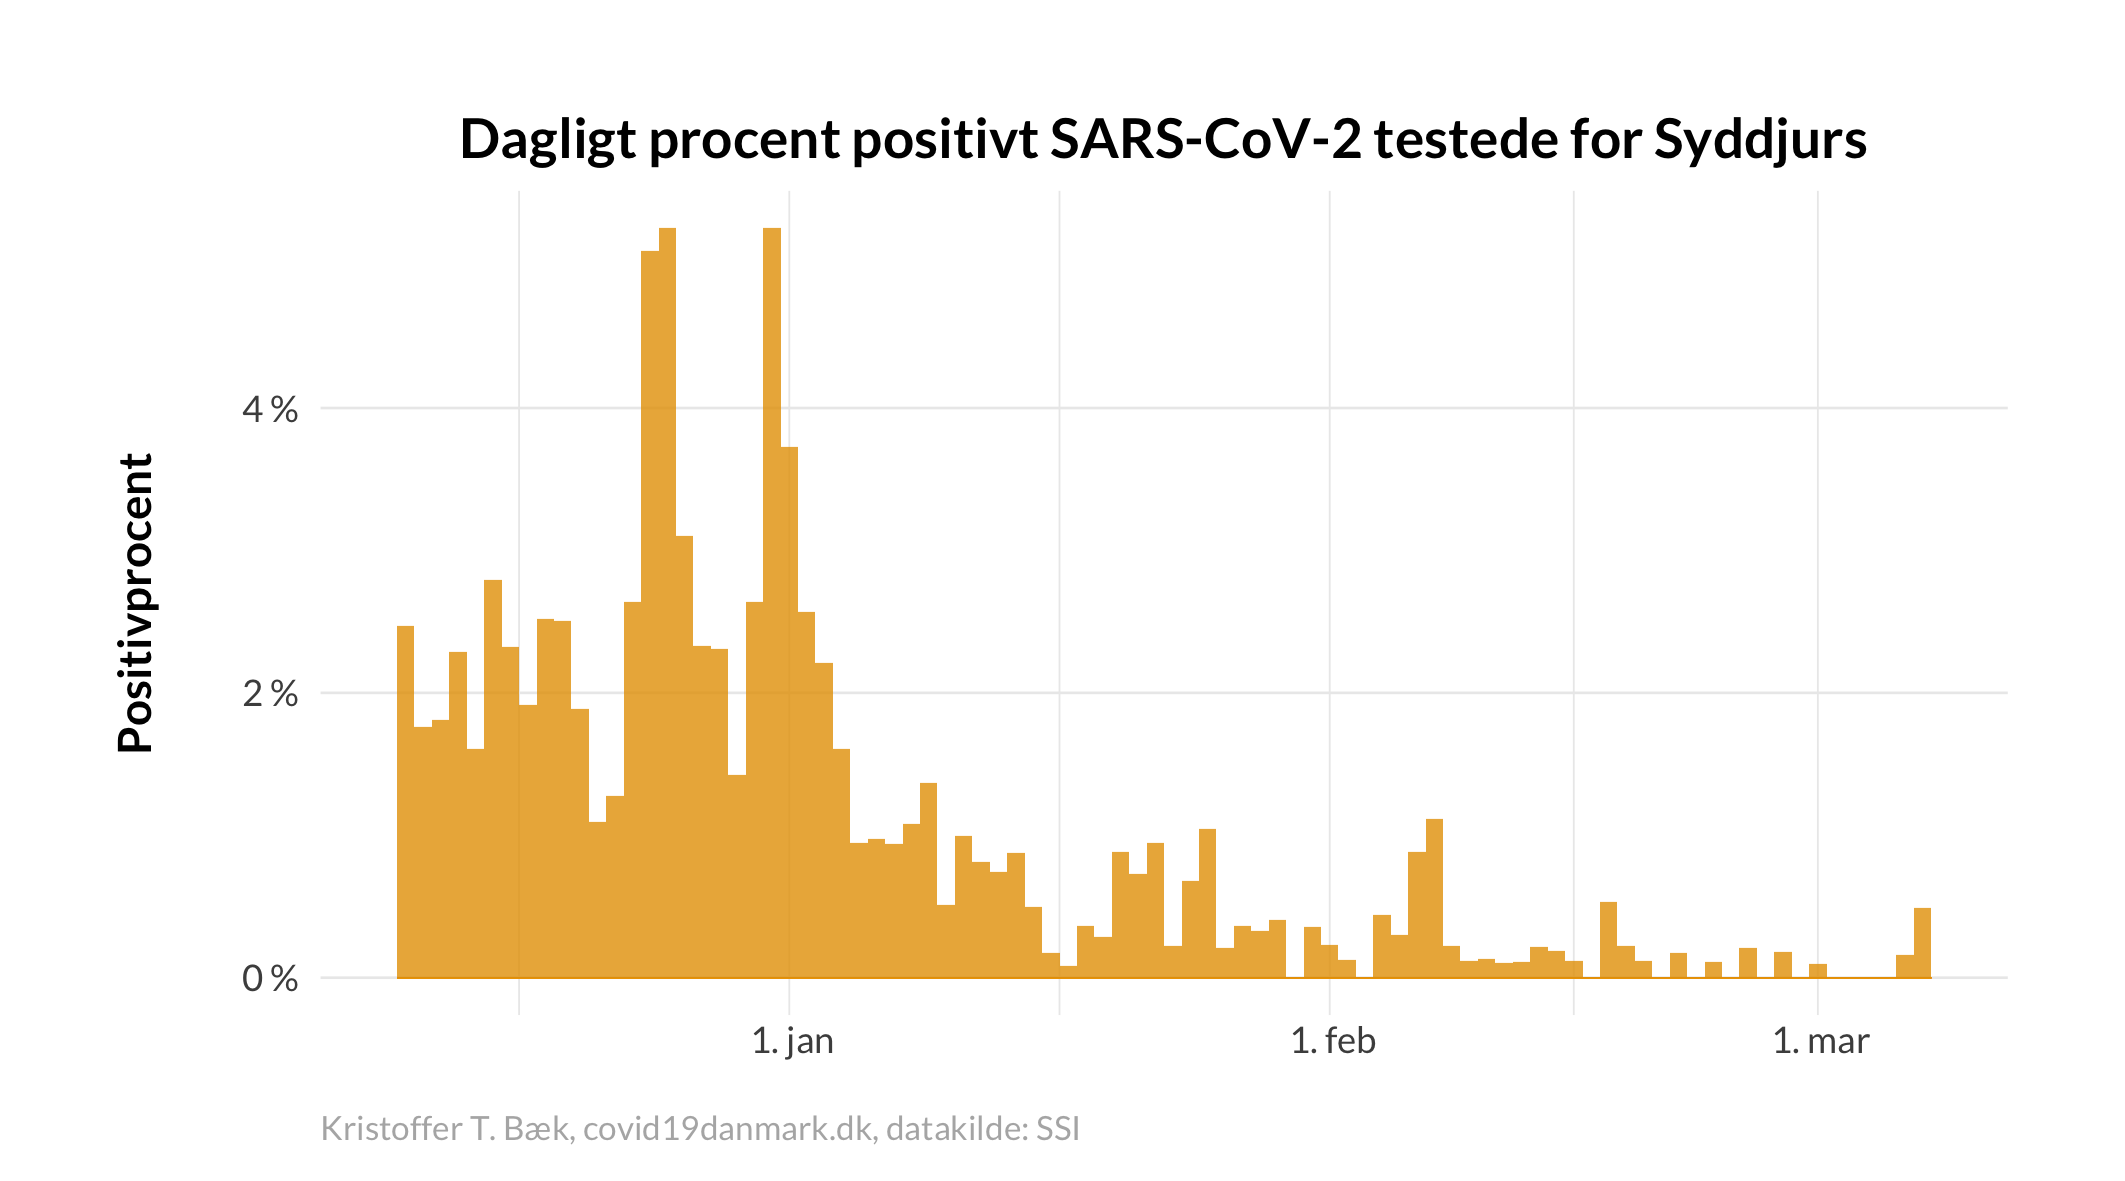 Dagligt procent positivt SARS-CoV-2 testede for Syddjurs
Positivprocent
4 %
2 %
0 %
1. jan
1. feb
1. mar
Kristoffer T. Bæk, covid19danmark.dk, datakilde: SSI